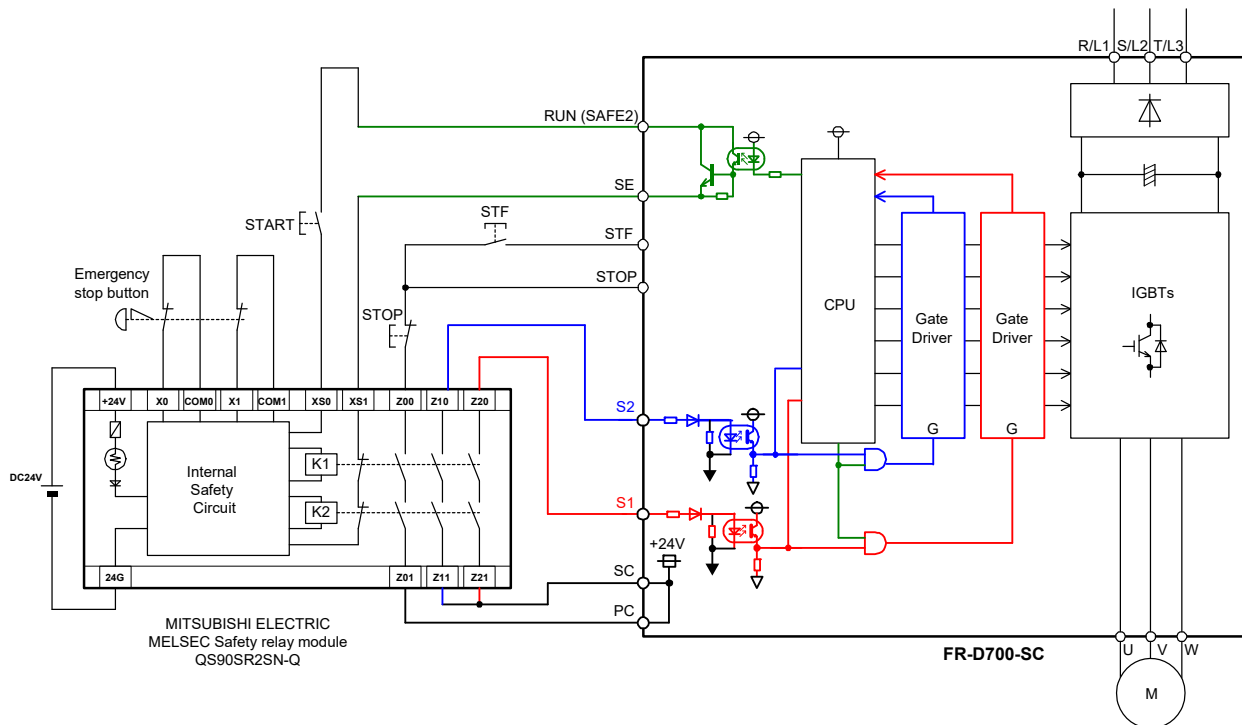 R/L1 S/L2 T/L3
RUN (SAFE2)
SE
STF
START
STF
STOP
Emergency
stop button
CPU
Gate
Driver
Gate
Driver
IGBTs
STOP
+24V X0 COM0 X1 COM1 XS0 XS1 Z00 Z10 Z20
S2
G
G
Internal
Safety
Circuit
K1
K2
DC24V
S1
+24V
24G Z01 Z11 Z21
SC
PC
MITSUBISHI ELECTRIC
MELSEC Safety relay module
QS90SR2SN-Q
FR-D700-SC
U V W
M